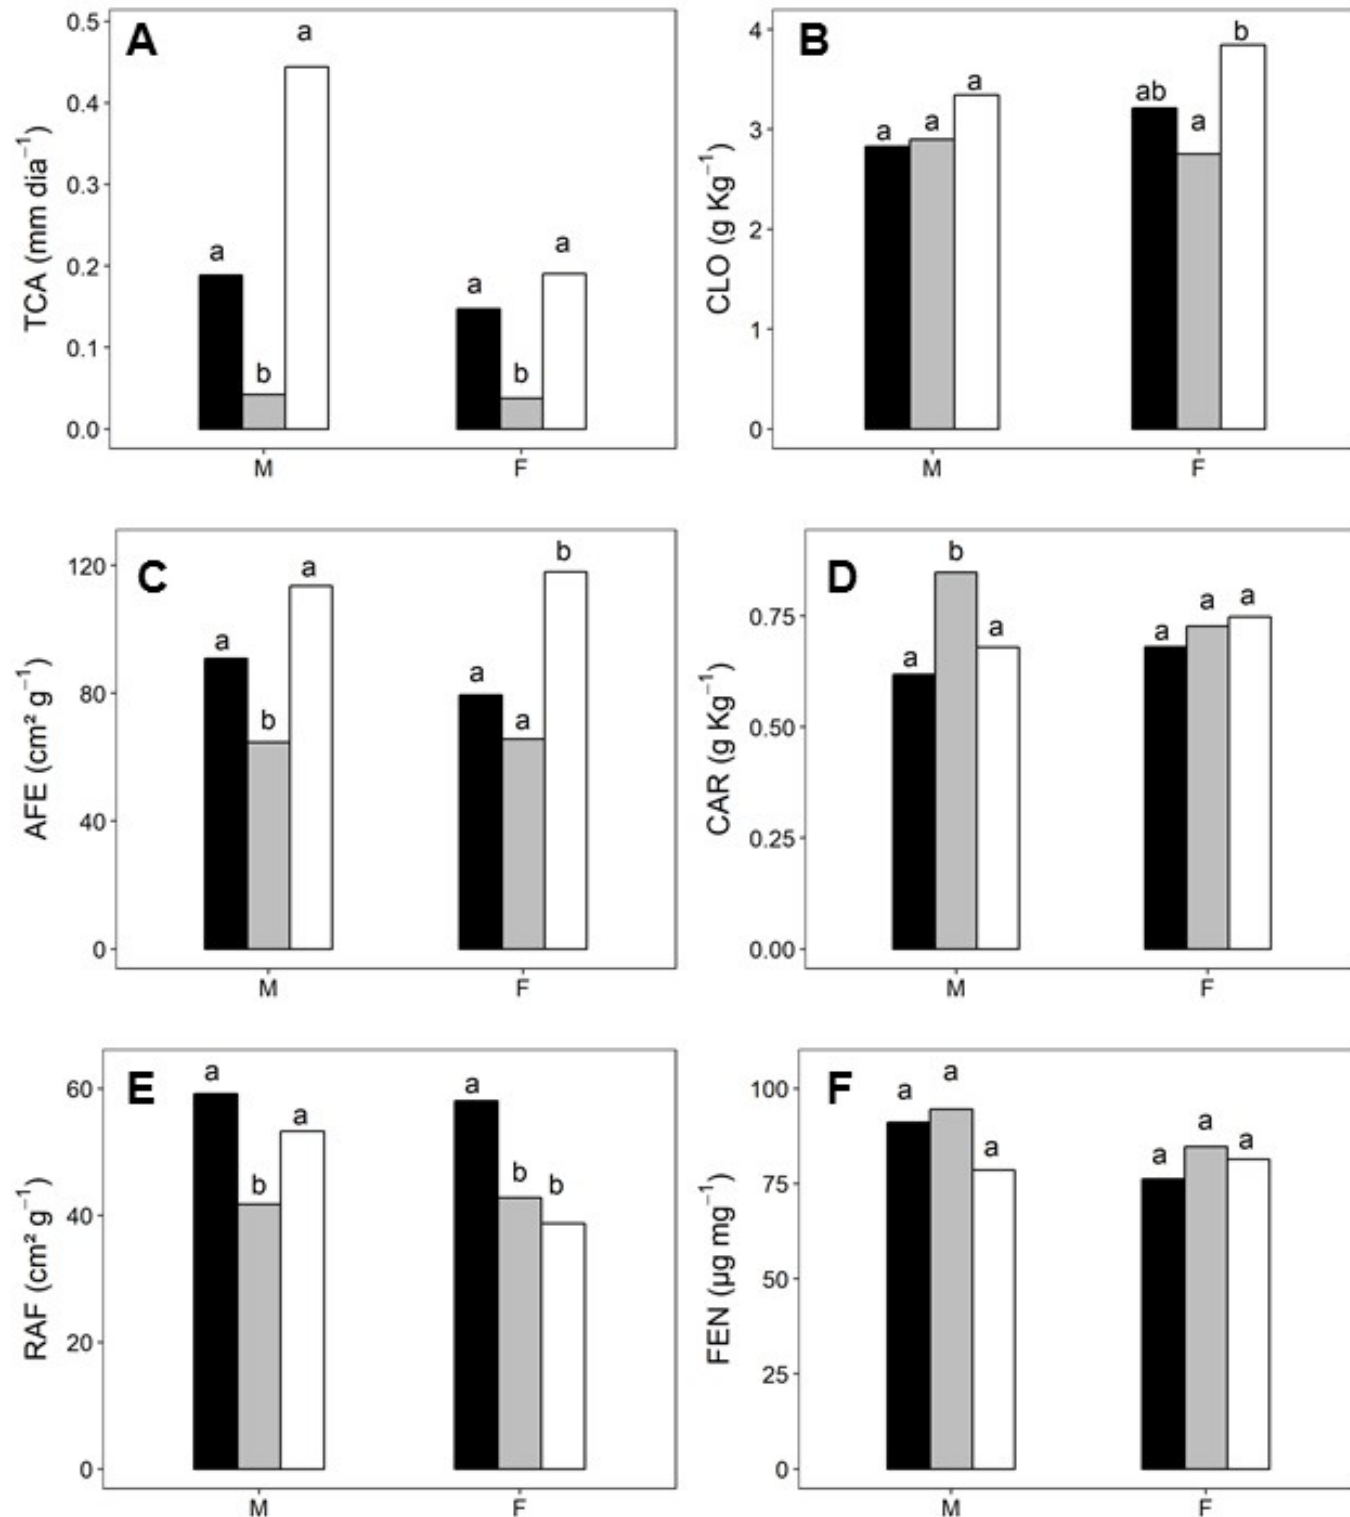 A
TCA (mm dia⁻¹)
0.5
0.4
0.3
0.2
0.1
0.0
a
b
a
a
b
a
M
F
B
CLO (g Kg⁻¹)
4
3
2
1
0
a
a
a
ab
a
b
M
F
C
AFE (cm² g⁻¹)
120
80
40
0
a
b
a
a
a
b
M
F
D
CAR (g Kg⁻¹)
0.75
0.50
0.25
0.00
a
b
a
a
a
a
M
F
E
RAF (cm² g⁻¹)
60
40
20
0
a
b
a
a
b
b
M
F
F
FEN (µg mg⁻¹)
100
75
50
25
0
a
a
a
a
a
a
M
F